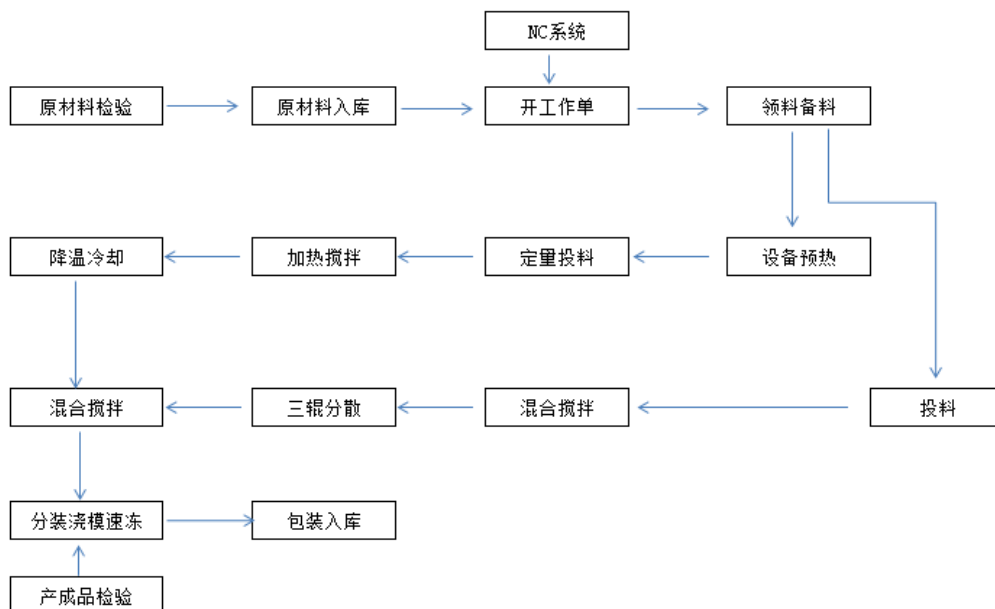 NC系统
原材料检验
原材料入库
开工作单
领料备料
降温冷却
加热搅拌
定量投料
设备预热
混合搅拌
三辊分散
混合搅拌
投料
分装浇模速冻
包装入库
产成品检验